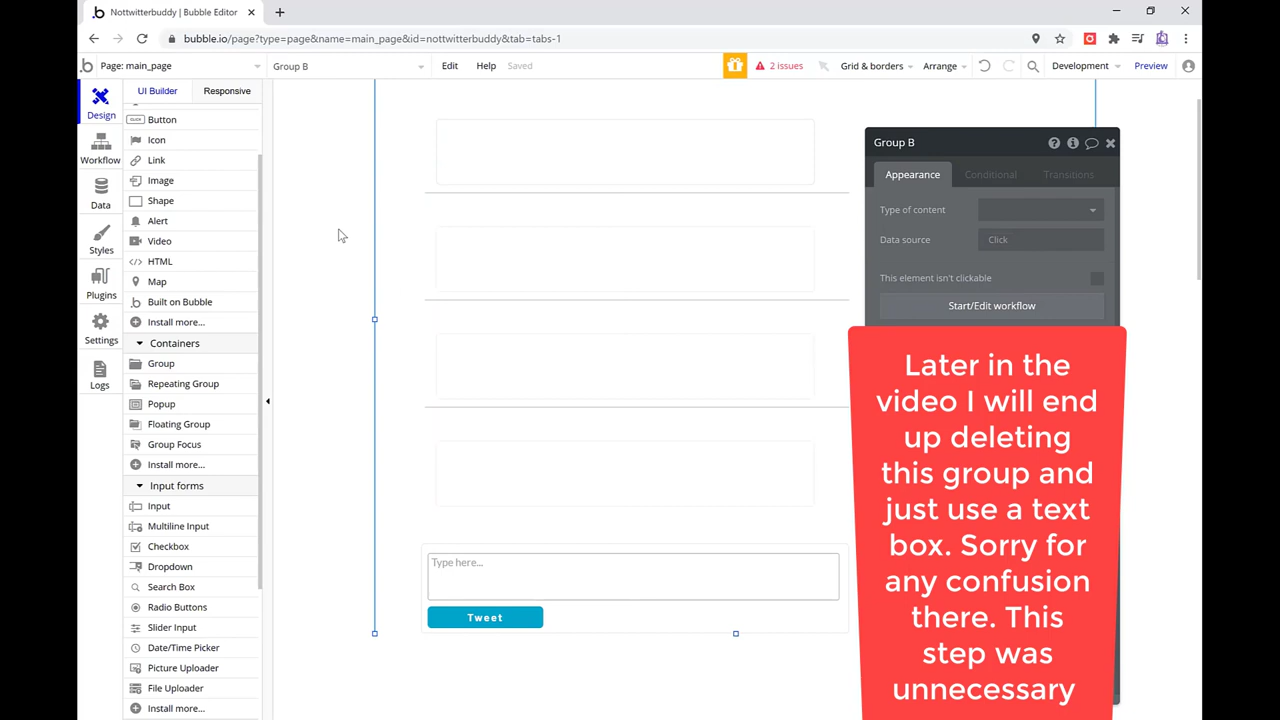 Nottwitterbuddy | Bubble Editor
bubble.io/page?type=page&name=main_page&id=nottwitterbuddy&tab=tabs-1
Page: main_page
Group B
Edit
Help
Saved
2 issues
Grid & borders
Arrange
Development
Preview
Design
Workflow
Data
Styles
Plugins
Settings
Logs
UI Builder
Responsive
Button
Icon
Link
Image
Shape
Alert
Video
HTML
Map
Built on Bubble
Install more...
Containers
Group
Repeating Group
Popup
Floating Group
Group Focus
Install more...
Input forms
Input
Multiline Input
Checkbox
Dropdown
Search Box
Radio Buttons
Slider Input
Date/Time Picker
Picture Uploader
File Uploader
Install more...
Type here...
Tweet
Group B
Appearance
Conditional
Transitions
Type of content
Data source
Click
This element isn't clickable
Start/Edit workflow
Later in the
video I will end
up deleting
this group and
just use a text
box. Sorry for
any confusion
there. This
step was
unnecessary